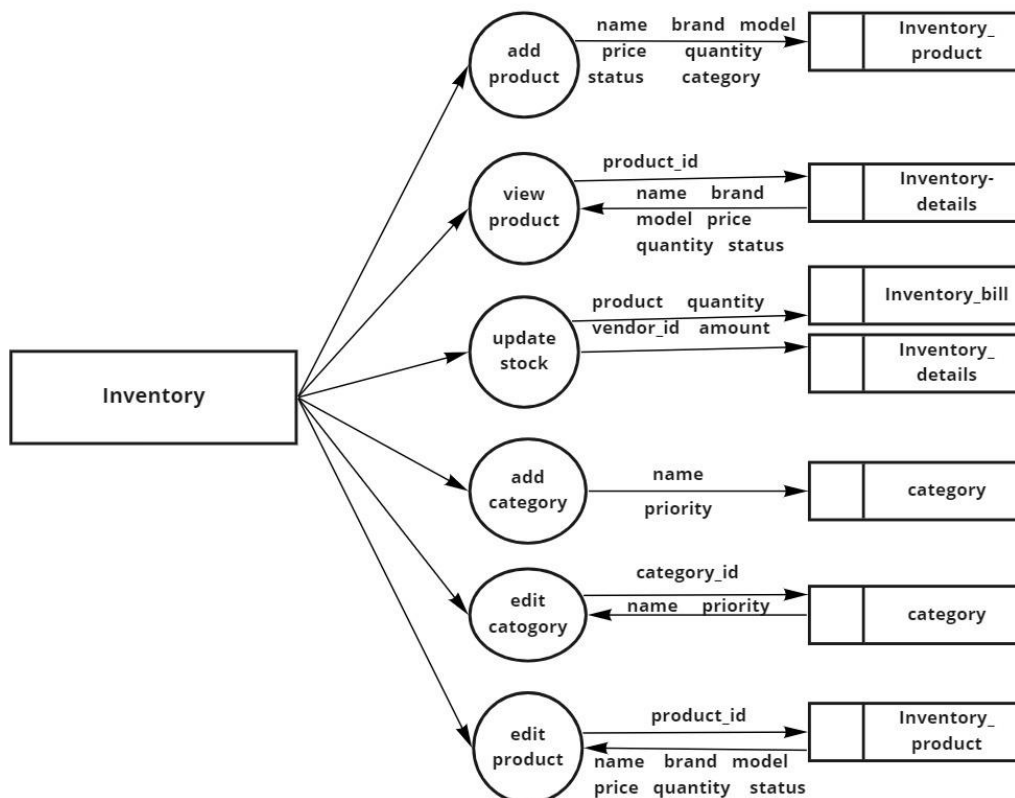 add
product
name brand model
price quantity
status category
Inventory_
product
view
product
product_id
name brand
model price
quantity status
Inventory-
details
update
stock
product quantity
vendor_id amount
Inventory_bill
Inventory_
details
Inventory
add
category
name
priority
category
edit
catogory
category_id
name priority
category
edit
product
product_id
name brand model
price quantity status
Inventory_
product